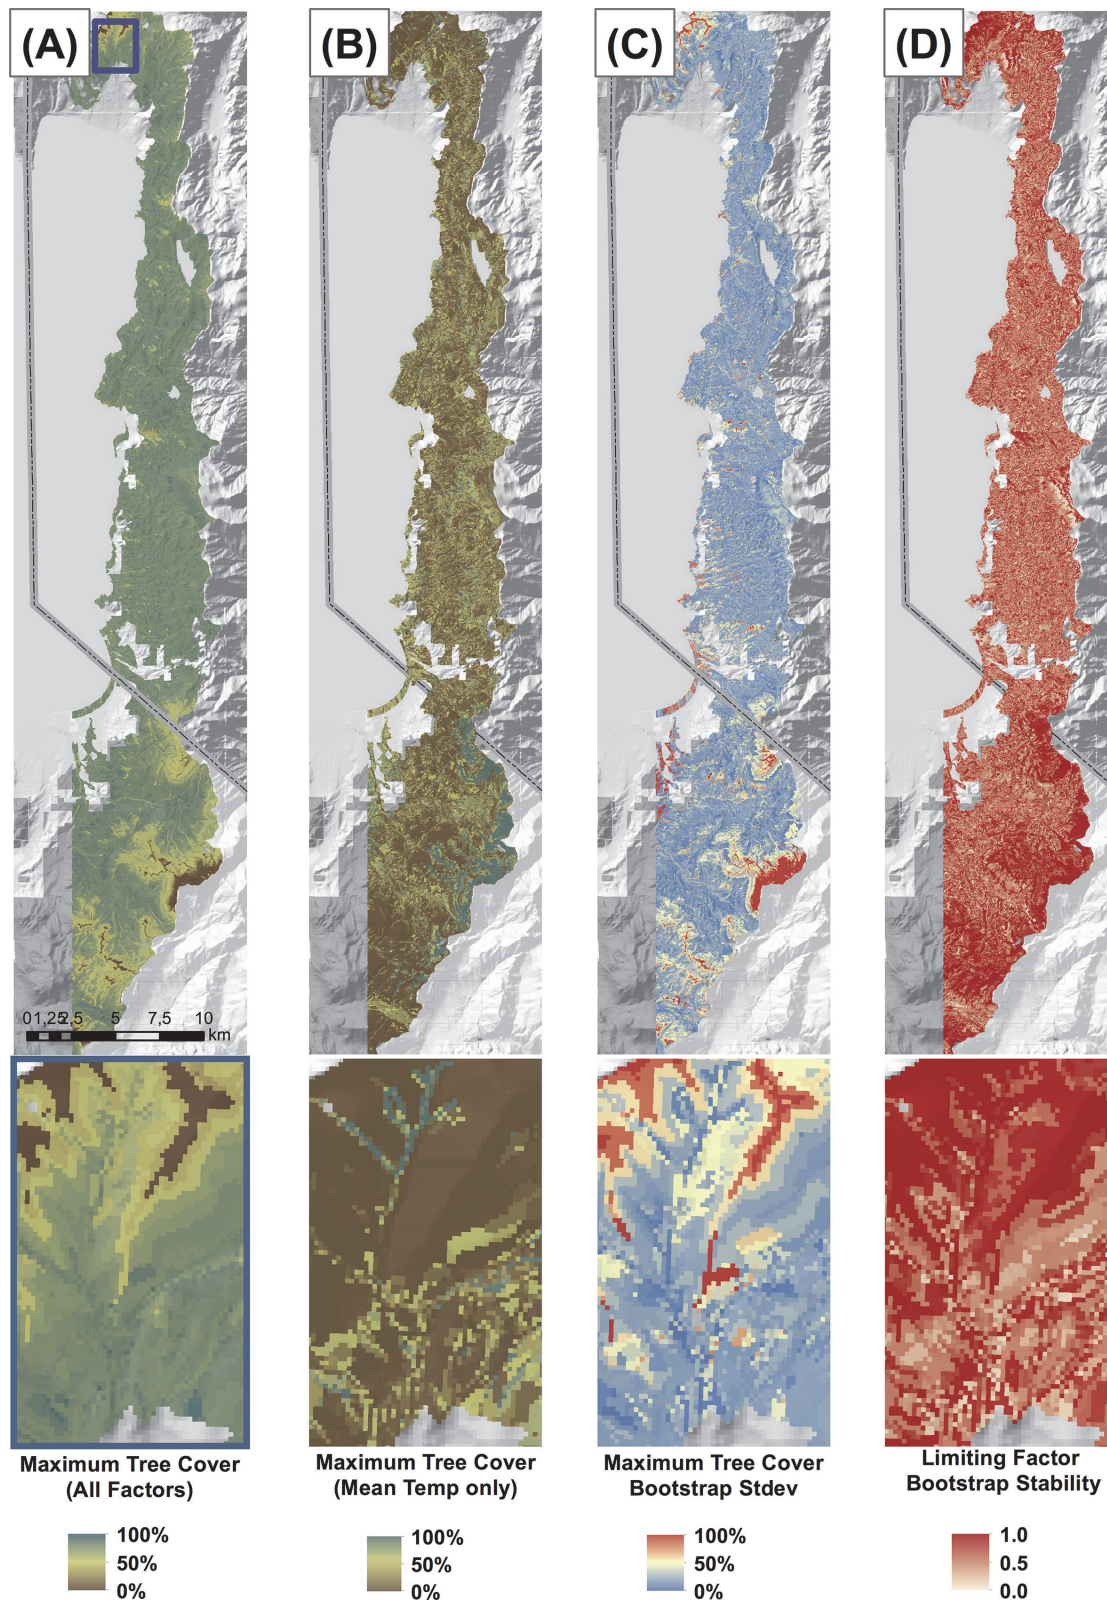 (A)
(B)
(C)
(D)
0 1,25 2,5 5 7,5 10
km
Maximum Tree Cover
(All Factors)
100%
50%
0%
Maximum Tree Cover
(Mean Temp only)
100%
50%
0%
Maximum Tree Cover
Bootstrap Stdev
100%
50%
0%
Limiting Factor
Bootstrap Stability
1.0
0.5
0.0